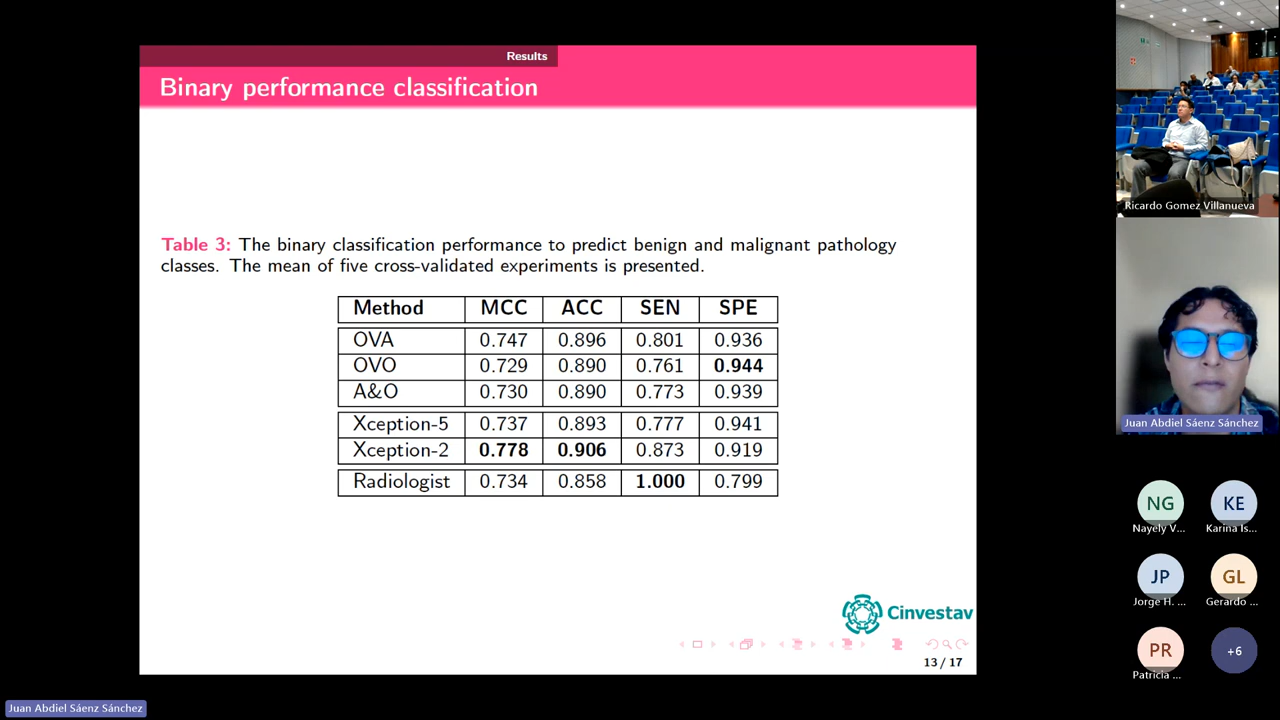 Results
Binary performance classification
Table 3: The binary classification performance to predict benign and malignant pathology
classes. The mean of five cross-validated experiments is presented.
Method MCC ACC SEN SPE
OVA 0.747 0.896 0.801 0.936
OVO 0.729 0.890 0.761 0.944
A&O 0.730 0.890 0.773 0.939
Xception-5 0.737 0.893 0.777 0.941
Xception-2 0.778 0.906 0.873 0.919
Radiologist 0.734 0.858 1.000 0.799
Cinvestav
13 / 17
Ricardo Gomez Villanueva
Juan Abdiel Sáenz Sánchez
NG KE
Nayely V... Karina Is...
JP GL
Jorge H. ... Gerardo ...
PR +6
Patricia ...
Juan Abdiel Sáenz Sánchez